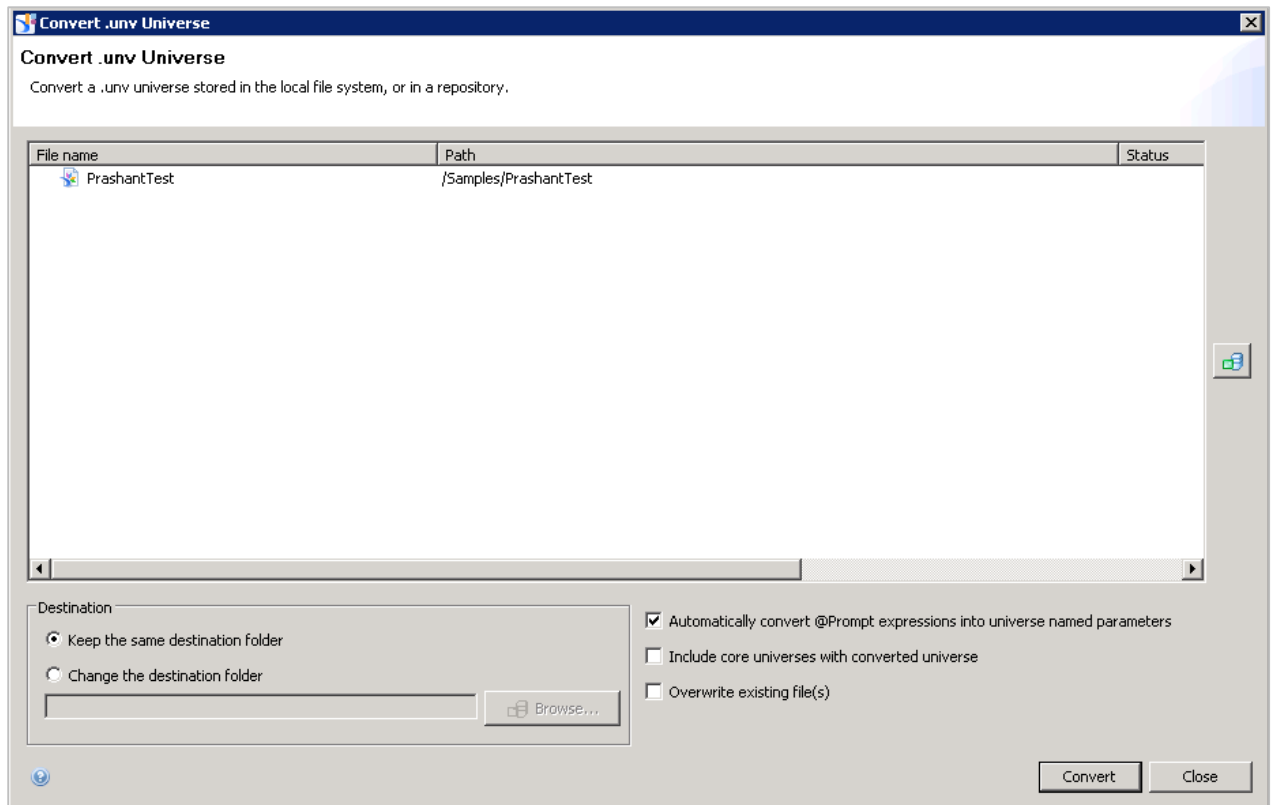 Convert .unv Universe
Convert .unv Universe
Convert a .unv universe stored in the local file system, or in a repository.
File name Path Status
PrashantTest /Samples/PrashantTest
Destination
Keep the same destination folder
Change the destination folder
Browse...
Automatically convert @Prompt expressions into universe named parameters
Include core universes with converted universe
Overwrite existing file(s)
Convert Close